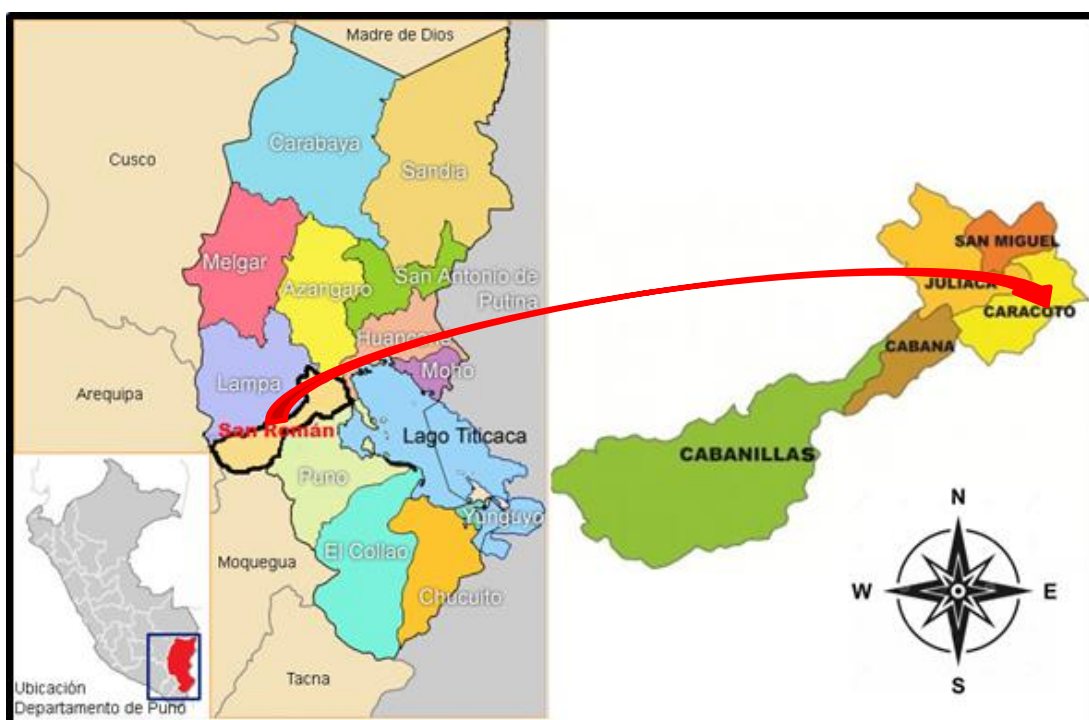 Madre de Dios
Cusco
Carabaya
Sandia
Melgar
Azangaro
San Antonio de
Putina
Huancane
Lampa
Moho
Arequipa
San Román
Lago Titicaca
Puno
Yunguyo
Moquegua
El Collao
Chucuito
Tacna
Ubicación
Departamento de Puno
SAN MIGUEL
JULIACA
CARACOTO
CABANA
CABANILLAS
N
W
E
S